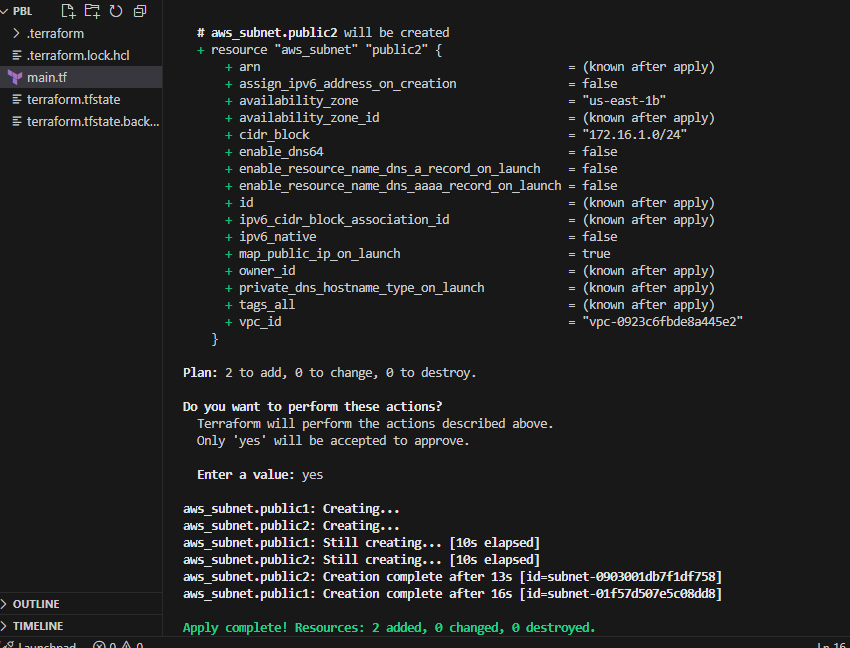 PBL
.terraform
.terraform.lock.hcl
main.tf
terraform.tfstate
terraform.tfstate.back...
OUTLINE
TIMELINE
Launchpad 0 0
# aws_subnet.public2 will be created
+ resource "aws_subnet" "public2" {
+ arn = (known after apply)
+ assign_ipv6_address_on_creation = false
+ availability_zone = "us-east-1b"
+ availability_zone_id = (known after apply)
+ cidr_block = "172.16.1.0/24"
+ enable_dns64 = false
+ enable_resource_name_dns_a_record_on_launch = false
+ enable_resource_name_dns_aaaa_record_on_launch = false
+ id = (known after apply)
+ ipv6_cidr_block_association_id = (known after apply)
+ ipv6_native = false
+ map_public_ip_on_launch = true
+ owner_id = (known after apply)
+ private_dns_hostname_type_on_launch = (known after apply)
+ tags_all = (known after apply)
+ vpc_id = "vpc-0923c6fbde8a445e2"
}
Plan: 2 to add, 0 to change, 0 to destroy.
Do you want to perform these actions?
Terraform will perform the actions described above.
Only 'yes' will be accepted to approve.
Enter a value: yes
aws_subnet.public1: Creating...
aws_subnet.public2: Creating...
aws_subnet.public1: Still creating... [10s elapsed]
aws_subnet.public2: Still creating... [10s elapsed]
aws_subnet.public2: Creation complete after 13s [id=subnet-0903001db7f1df758]
aws_subnet.public1: Creation complete after 16s [id=subnet-01f57d507e5c08dd8]
Apply complete! Resources: 2 added, 0 changed, 0 destroyed.
Ln 16